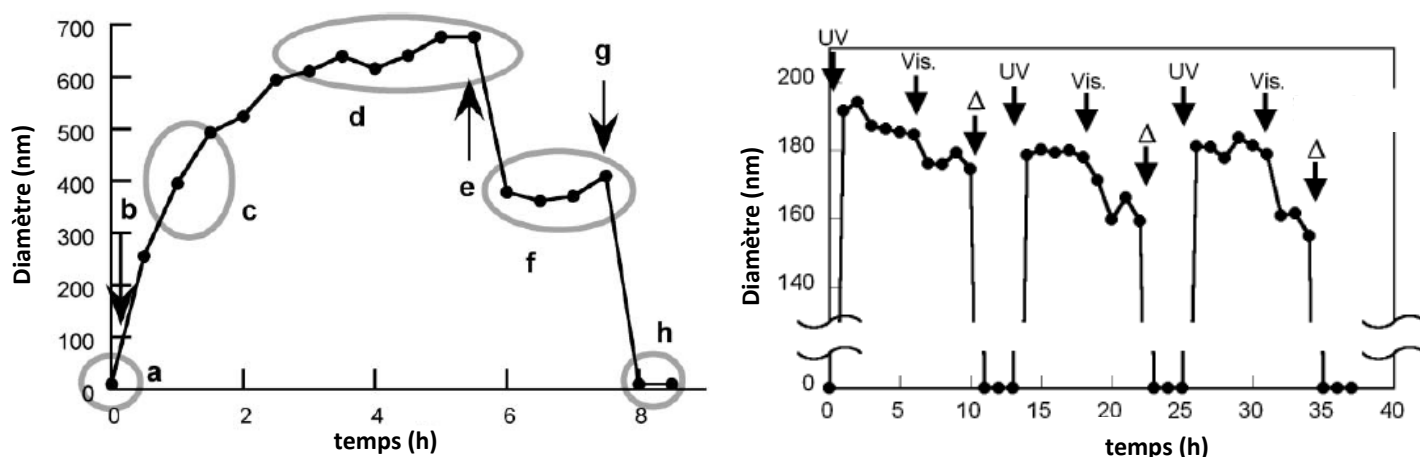 700
600
500
400
300
200
100
0
Diamètre (nm)
a
b
c
d
e
f
g
h
0
2
4
6
8
temps (h)
UV
Vis.
Δ
UV
Vis.
Δ
UV
Vis.
Δ
200
180
160
140
0
Diamètre (nm)
0
5
10
15
20
25
30
35
40
temps (h)